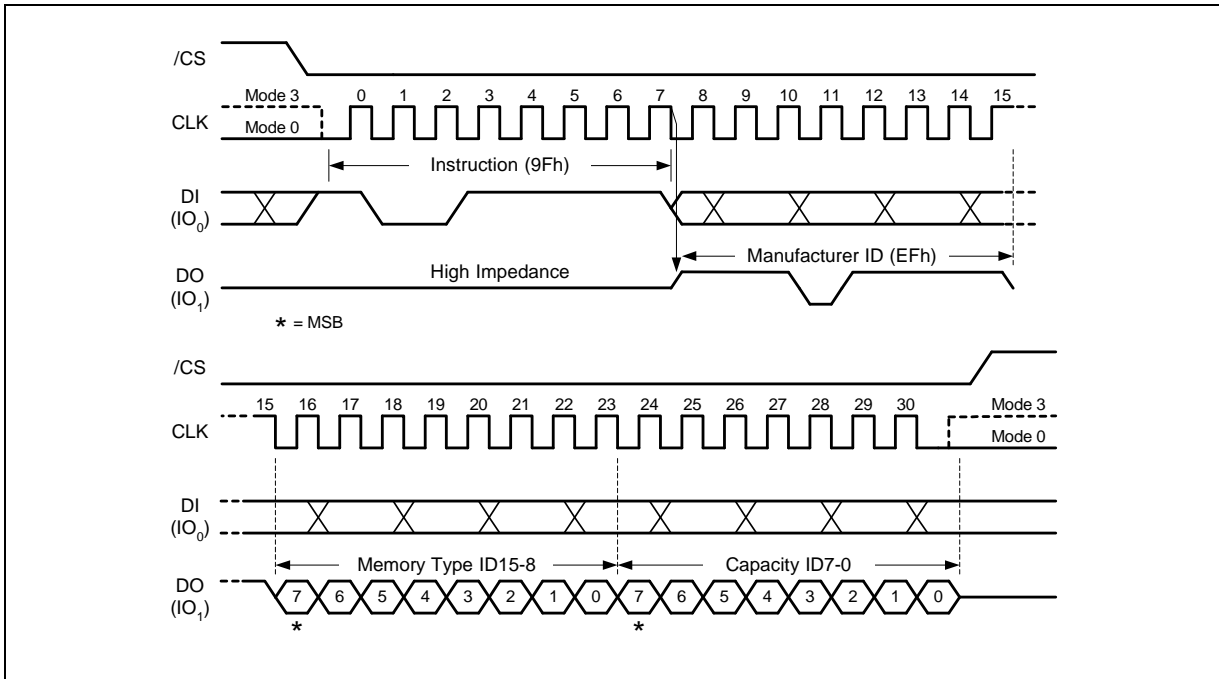 /CS
Mode 3 0 1 2 3 4 5 6 7 8 9 10 11 12 13 14 15
CLK Mode 0
Instruction (9Fh)
DI
(IO0)
Manufacturer ID (EFh)
DO High Impedance
(IO1)
* = MSB
/CS
15 16 17 18 19 20 21 22 23 24 25 26 27 28 29 30 Mode 3
CLK Mode 0
DI
(IO0)
Memory Type ID15-8 Capacity ID7-0
DO 7 6 5 4 3 2 1 0 7 6 5 4 3 2 1 0
(IO1)
* *